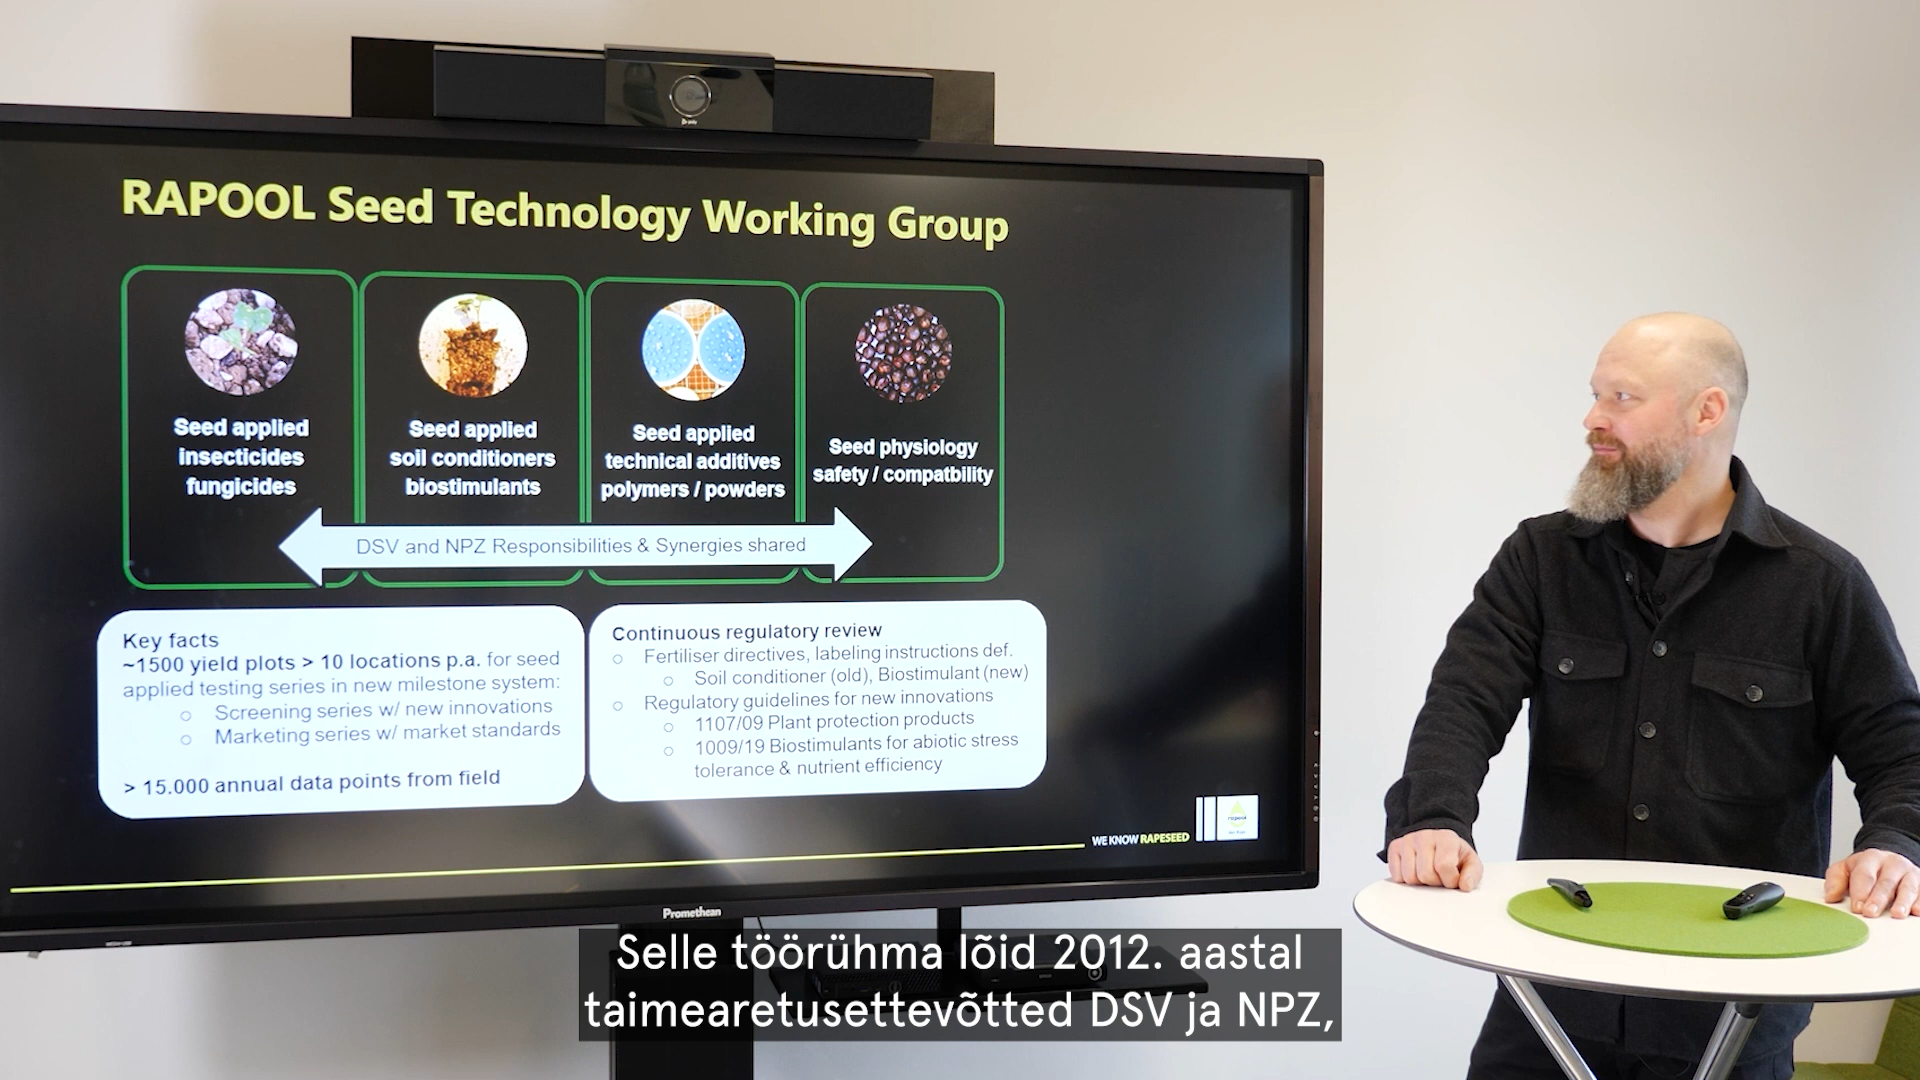 RAPOOL Seed Technology Working Group
Seed applied
insecticides
fungicides
Seed applied
soil conditioners
biostimulants
Seed applied
technical additives
polymers / powders
Seed physiology
safety / compatbility
DSV and NPZ Responsibilities & Synergies shared
Key facts
~1500 yield plots > 10 locations p.a. for seed
applied testing series in new milestone system:
○ Screening series w/ new innovations
○ Marketing series w/ market standards
> 15.000 annual data points from field
Continuous regulatory review
○ Fertiliser directives, labeling instructions def.
○ Soil conditioner (old), Biostimulant (new)
○ Regulatory guidelines for new innovations
○ 1107/09 Plant protection products
○ 1009/19 Biostimulants for abiotic stress
tolerance & nutrient efficiency
WE KNOW RAPESEED
rapool
Promethean
Selle töörühma lõid 2012. aastal
taimearetusettevõtted DSV ja NPZ,